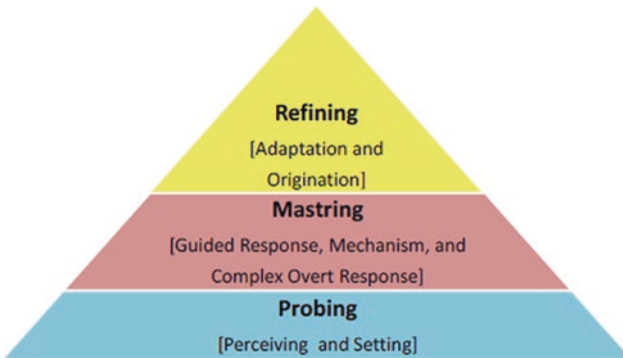 Refining
[Adaptation and
Origination]
Mastring
[Guided Response, Mechanism, and
Complex Overt Response]
Probing
[Perceiving and Setting]